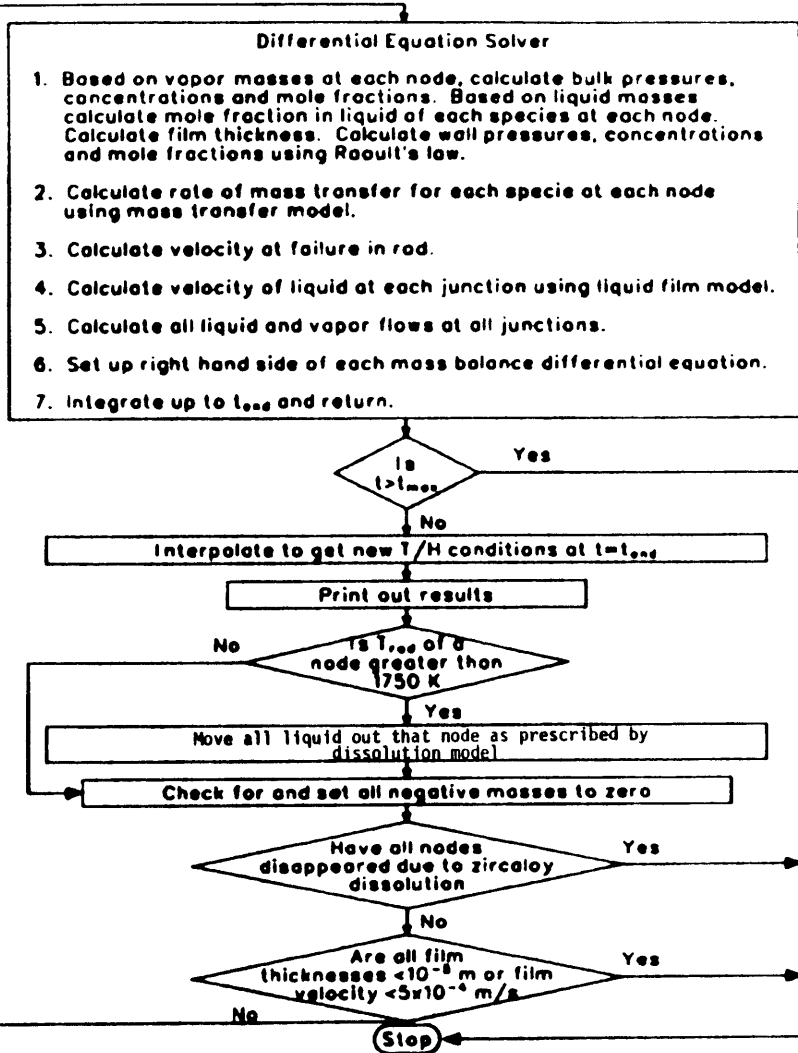 Differential Equation Solver
1. Based on vapor masses at each node, calculate bulk pressures,
concentrations and mole fractions. Based on liquid masses
calculate mole fraction in liquid of each species at each node.
Calculate film thickness. Calculate wall pressures, concentrations
and mole fractions using Raoult's law.
2. Calculate rate of mass transfer for each specie at each node
using mass transfer model.
3. Calculate velocity at failure in rod.
4. Calculate velocity of liquid at each junction using liquid film model.
5. Calculate all liquid and vapor flows at all junctions.
6. Set up right hand side of each mass balance differential equation.
7. Integrate up to t_end and return.
Is
t>t_max
Yes
No
Interpolate to get new T/H conditions at t=t_end
Print out results
Is T_rod of a
node greater than
1750 K
No
Yes
Move all liquid out that node as prescribed by
dissolution model
Check for and set all negative masses to zero
Have all nodes
disappeared due to zircaloy
dissolution
Yes
No
Are all film
thicknesses <10⁻⁸ m or film
velocity <5x10⁻⁴ m/s
Yes
No
Stop